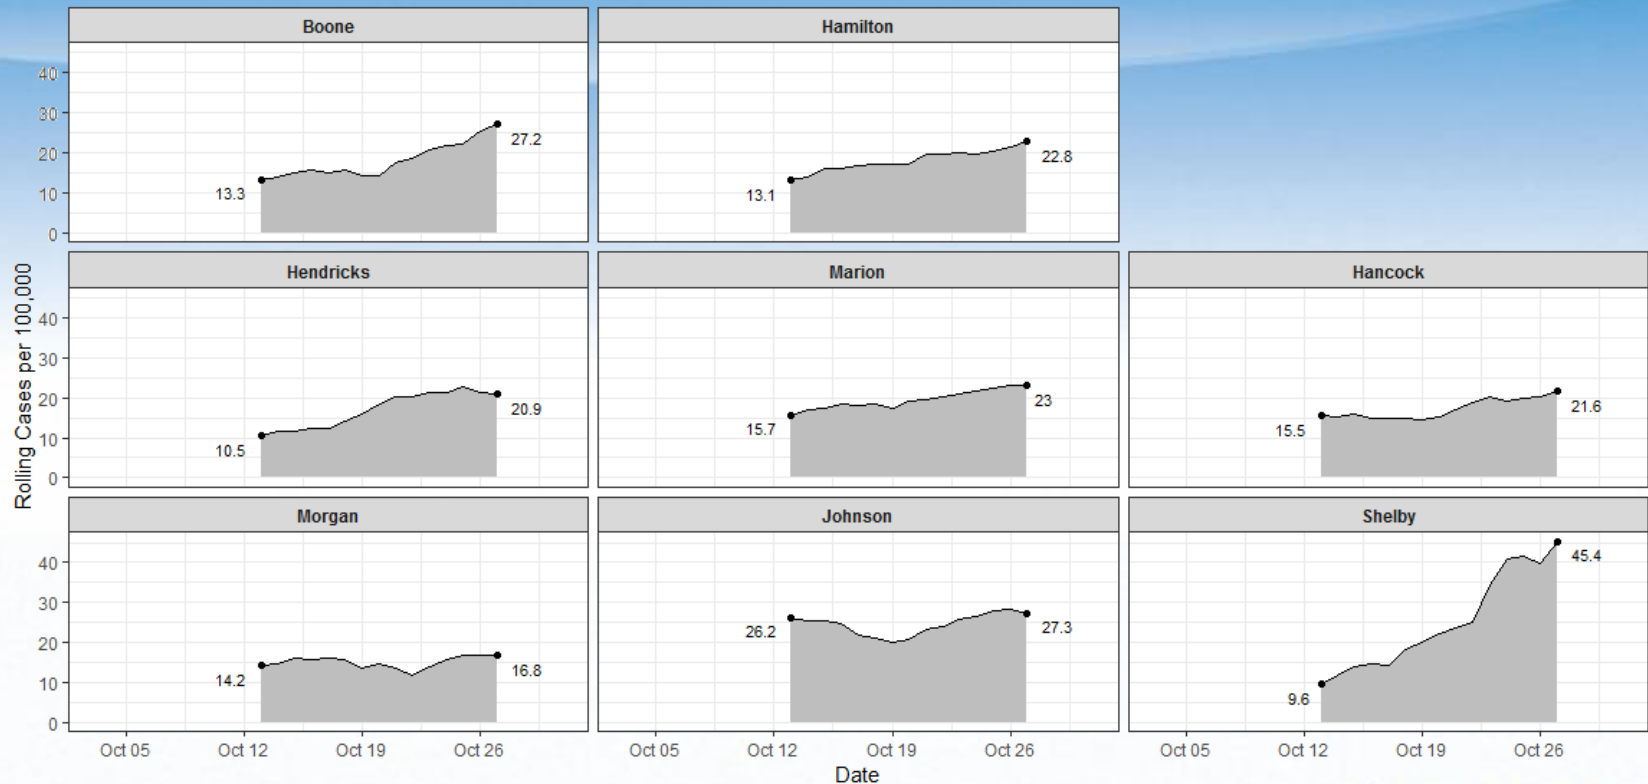 Boone
Hamilton
40
30
20
10
0
13.3
27.2
13.1
22.8
Rolling Cases per 100,000
Hendricks
Marion
Hancock
40
30
20
10
0
10.5
20.9
15.7
23
15.5
21.6
Morgan
Johnson
Shelby
40
30
20
10
0
14.2
16.8
26.2
27.3
9.6
45.4
Oct 05 Oct 12 Oct 19 Oct 26
Oct 05 Oct 12 Oct 19 Oct 26
Oct 05 Oct 12 Oct 19 Oct 26
Date